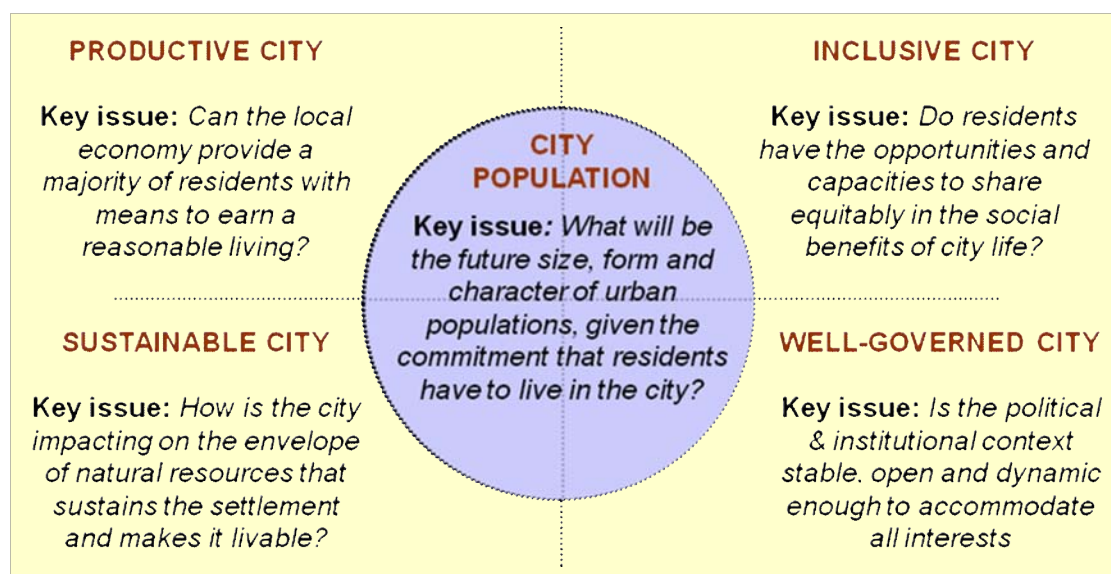 PRODUCTIVE CITY
Key issue: Can the local
economy provide a
majority of residents with
means to earn a
reasonable living?
INCLUSIVE CITY
Key issue: Do residents
have the opportunities and
capacities to share
equitably in the social
benefits of city life?
CITY
POPULATION
Key issue: What will be
the future size, form and
character of urban
populations, given the
commitment that residents
have to live in the city?
SUSTAINABLE CITY
Key issue: How is the city
impacting on the envelope
of natural resources that
sustains the settlement
and makes it livable?
WELL-GOVERNED CITY
Key issue: Is the political
& institutional context
stable. open and dynamic
enough to accommodate
all interests